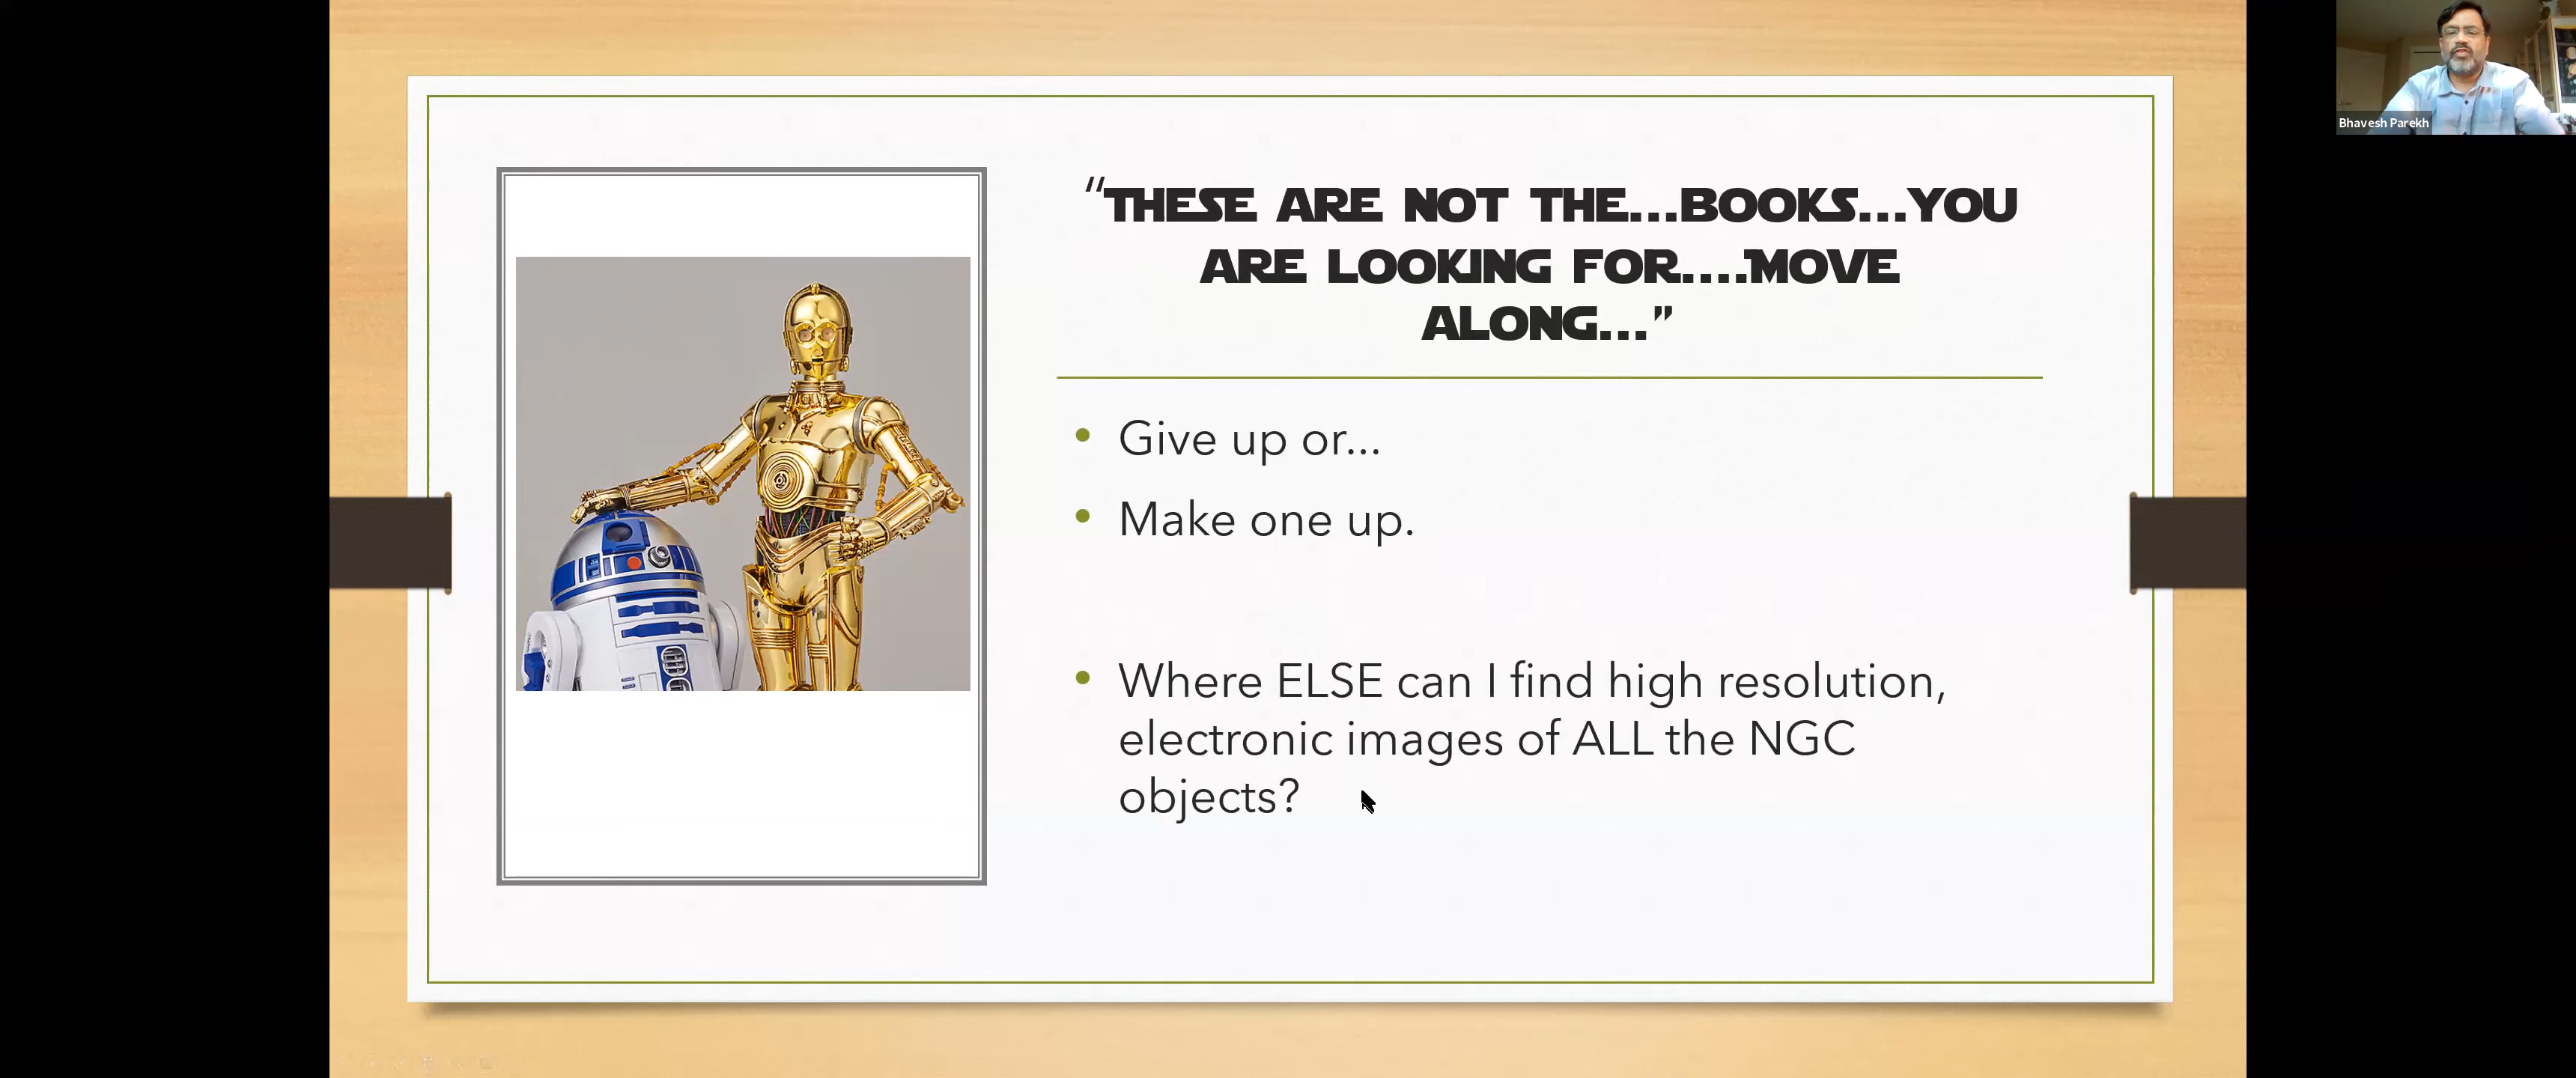 “THESE ARE NOT THE...BOOKS...YOU
ARE LOOKING FOR....MOVE
ALONG...”
• Give up or...
• Make one up.
• Where ELSE can I find high resolution,
electronic images of ALL the NGC
objects?
Bhavesh Parekh